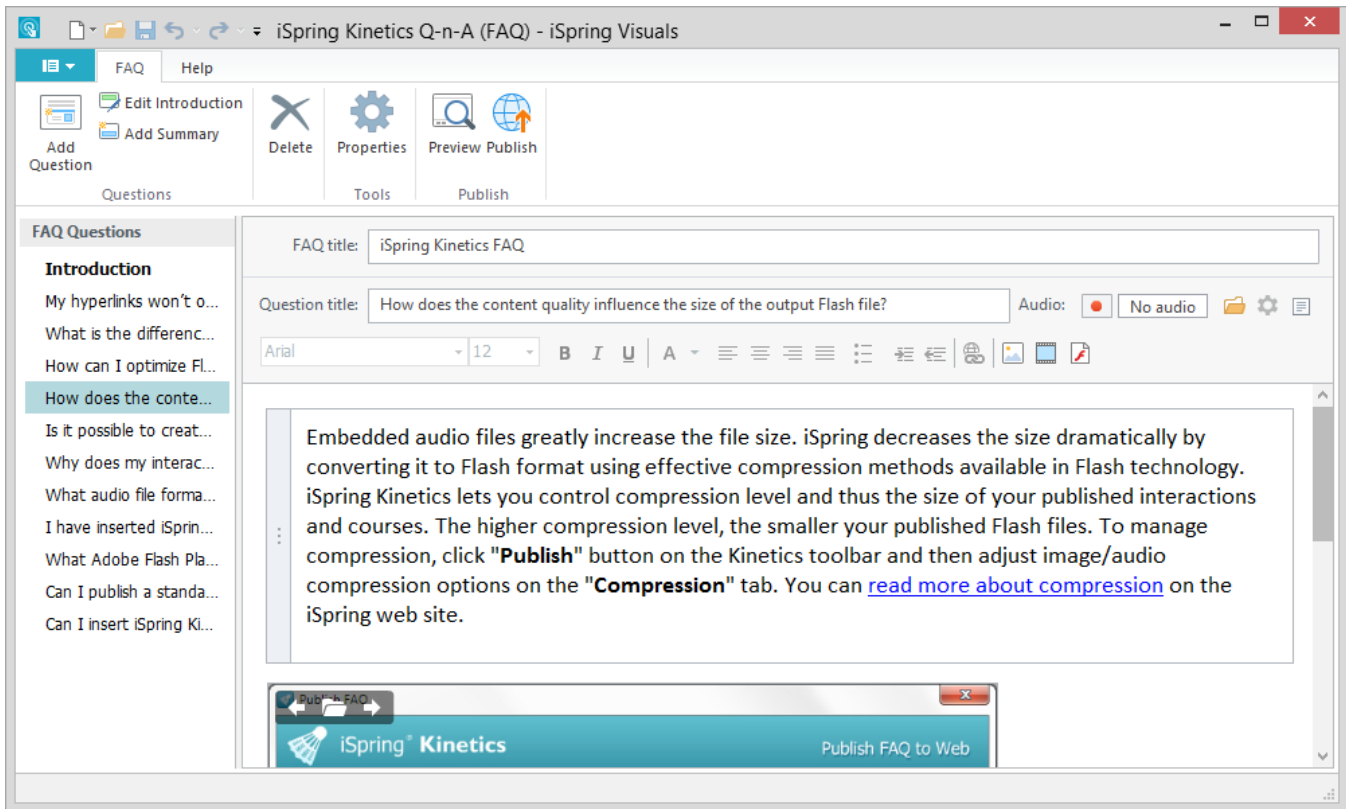 iSpring Kinetics Q-n-A (FAQ) - iSpring Visuals
FAQ Help
Add Question
Edit Introduction
Add Summary
Delete
Properties
Preview Publish
Questions
Tools
Publish
FAQ Questions
Introduction
My hyperlinks won't o...
What is the differenc...
How can I optimize Fl...
How does the conte...
Is it possible to creat...
Why does my interac...
What audio file forma...
I have inserted iSprin...
What Adobe Flash Pla...
Can I publish a standa...
Can I insert iSpring Ki...
FAQ title: iSpring Kinetics FAQ
Question title: How does the content quality influence the size of the output Flash file? Audio: No audio
Arial 12 B I U A
Embedded audio files greatly increase the file size. iSpring decreases the size dramatically by
converting it to Flash format using effective compression methods available in Flash technology.
iSpring Kinetics lets you control compression level and thus the size of your published interactions
and courses. The higher compression level, the smaller your published Flash files. To manage
compression, click "Publish" button on the Kinetics toolbar and then adjust image/audio
compression options on the "Compression" tab. You can read more about compression on the
iSpring web site.
Publish FAQ
iSpring® Kinetics Publish FAQ to Web